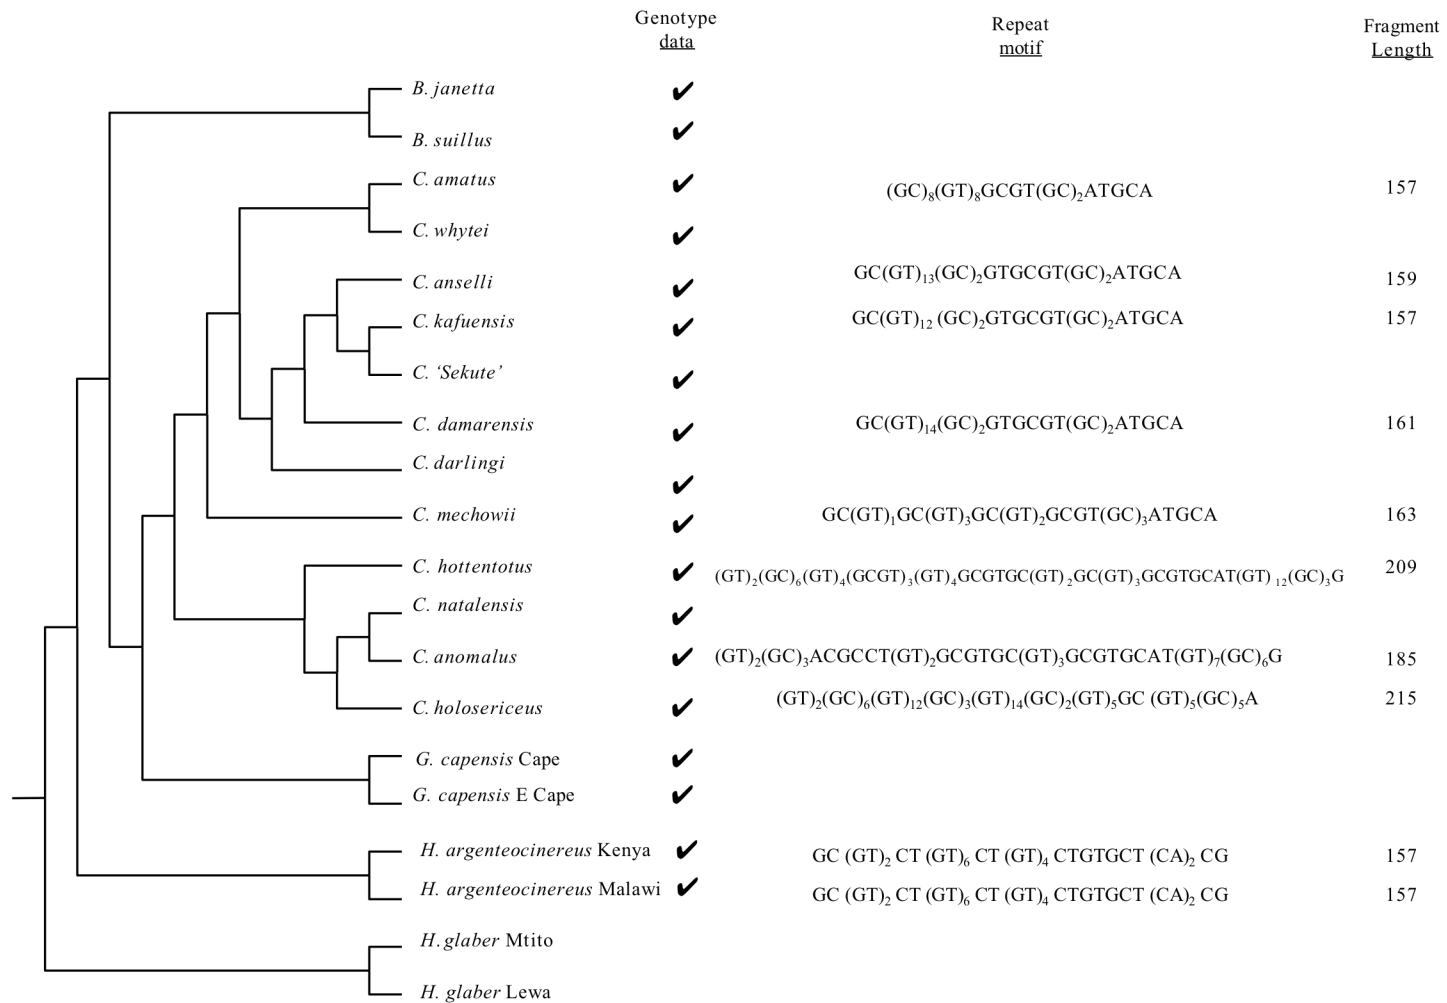 Genotype data
Repeat motif
Fragment Length
B. janetta ✔
B. suillus ✔
C. amatus ✔ (GC)₈(GT)₈GCGT(GC)₂ATGCA 157
C. whytei ✔
C. anselli ✔ GC(GT)₁₃(GC)₂GTGCGT(GC)₂ATGCA 159
C. kafuensis ✔ GC(GT)₁₂ (GC)₂GTGCGT(GC)₂ATGCA 157
C. ‘Sekute’ ✔
C. damarensis ✔ GC(GT)₁₄(GC)₂GTGCGT(GC)₂ATGCA 161
C. darlingi ✔
C. mechowii ✔ GC(GT)₁GC(GT)₃GC(GT)₂GCGT(GC)₃ATGCA 163
C. hottentotus ✔ (GT)₂(GC)₆(GT)₄(GCGT)₃(GT)₄GCGTGC(GT)₂GC(GT)₃GCGTGCAT(GT)₁₂(GC)₃G 209
C. natalensis ✔
C. anomalus ✔ (GT)₂(GC)₃ACGCCT(GT)₂GCGTGC(GT)₃GCGTGCAT(GT)₇(GC)₆G 185
C. holosericeus ✔ (GT)₂(GC)₆(GT)₁₂(GC)₃(GT)₁₄(GC)₂(GT)₅GC (GT)₅(GC)₅A 215
G. capensis Cape ✔
G. capensis E Cape ✔
H. argenteocinereus Kenya ✔ GC (GT)₂ CT (GT)₆ CT (GT)₄ CTGTGCT (CA)₂ CG 157
H. argenteocinereus Malawi ✔ GC (GT)₂ CT (GT)₆ CT (GT)₄ CTGTGCT (CA)₂ CG 157
H. glaber Mtito
H. glaber Lewa